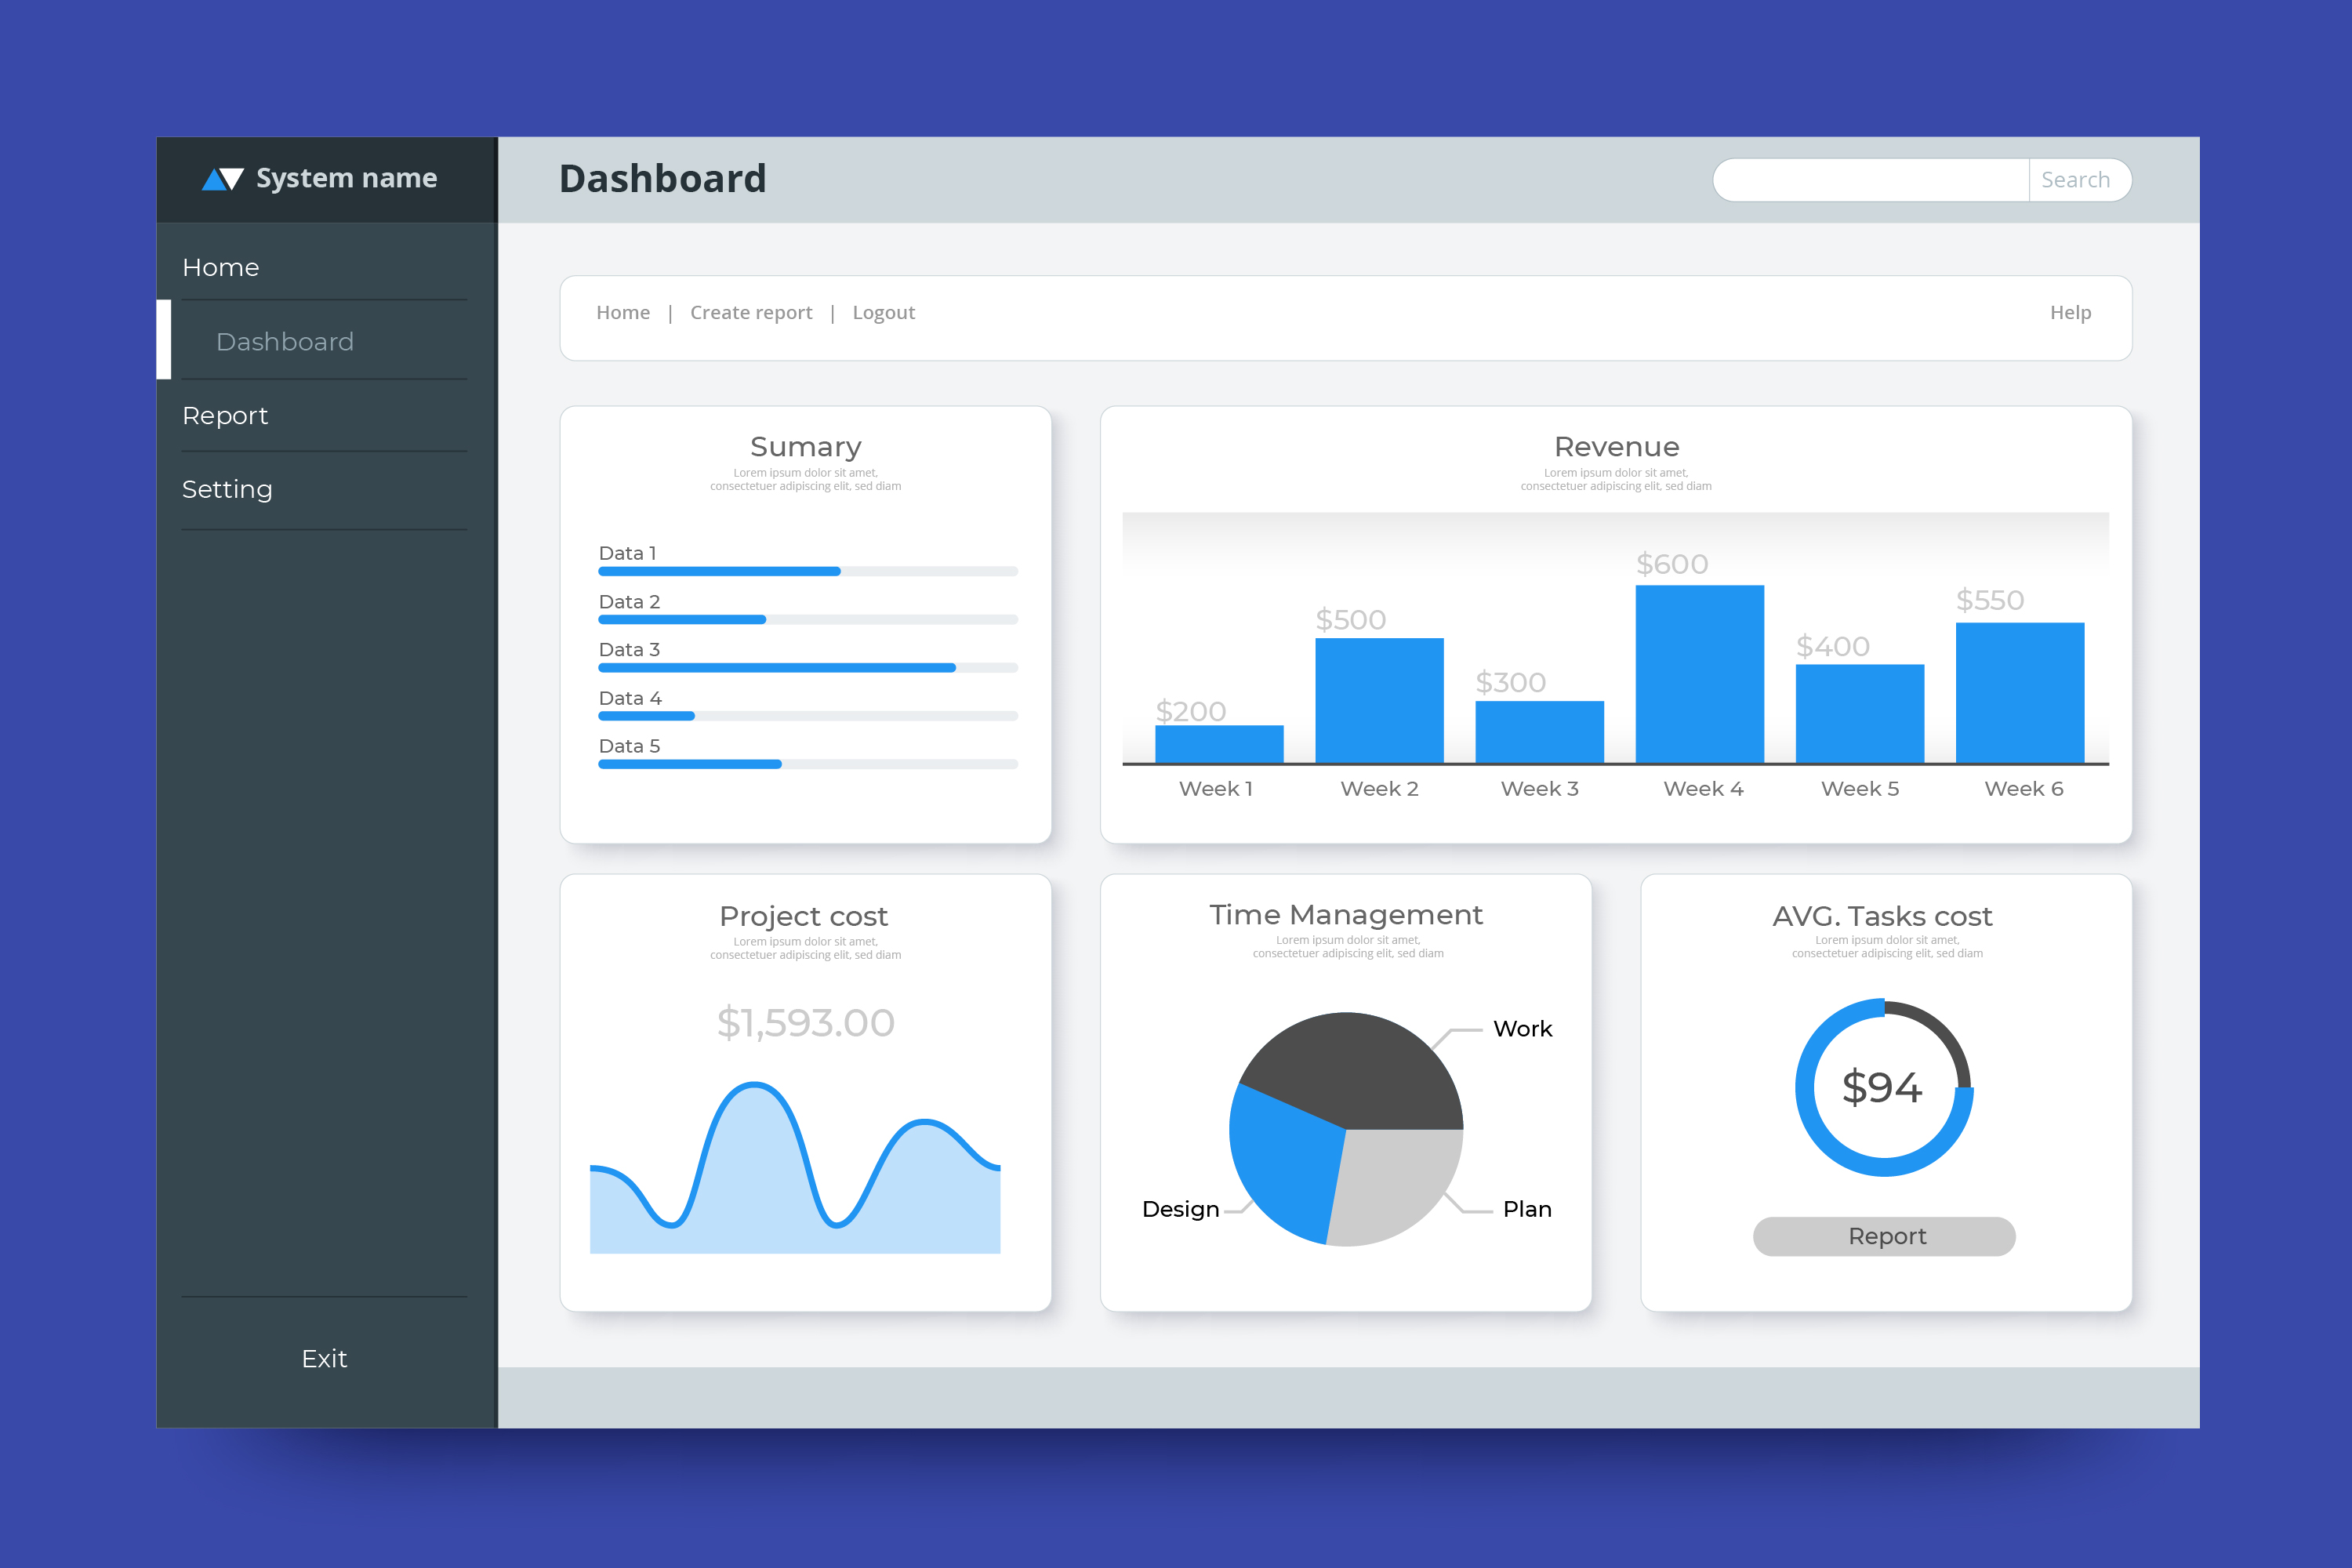 System name
Dashboard
Search
Home
Dashboard
Report
Setting
Exit
Home | Create report | Logout
Help
Sumary
Lorem ipsum dolor sit amet,
consectetuer adipiscing elit, sed diam
Data 1
Data 2
Data 3
Data 4
Data 5
Revenue
Lorem ipsum dolor sit amet,
consectetuer adipiscing elit, sed diam
$200
$500
$300
$600
$400
$550
Week 1
Week 2
Week 3
Week 4
Week 5
Week 6
Project cost
Lorem ipsum dolor sit amet,
consectetuer adipiscing elit, sed diam
$1,593.00
Time Management
Lorem ipsum dolor sit amet,
consectetuer adipiscing elit, sed diam
Work
Design
Plan
AVG. Tasks cost
Lorem ipsum dolor sit amet,
consectetuer adipiscing elit, sed diam
$94
Report